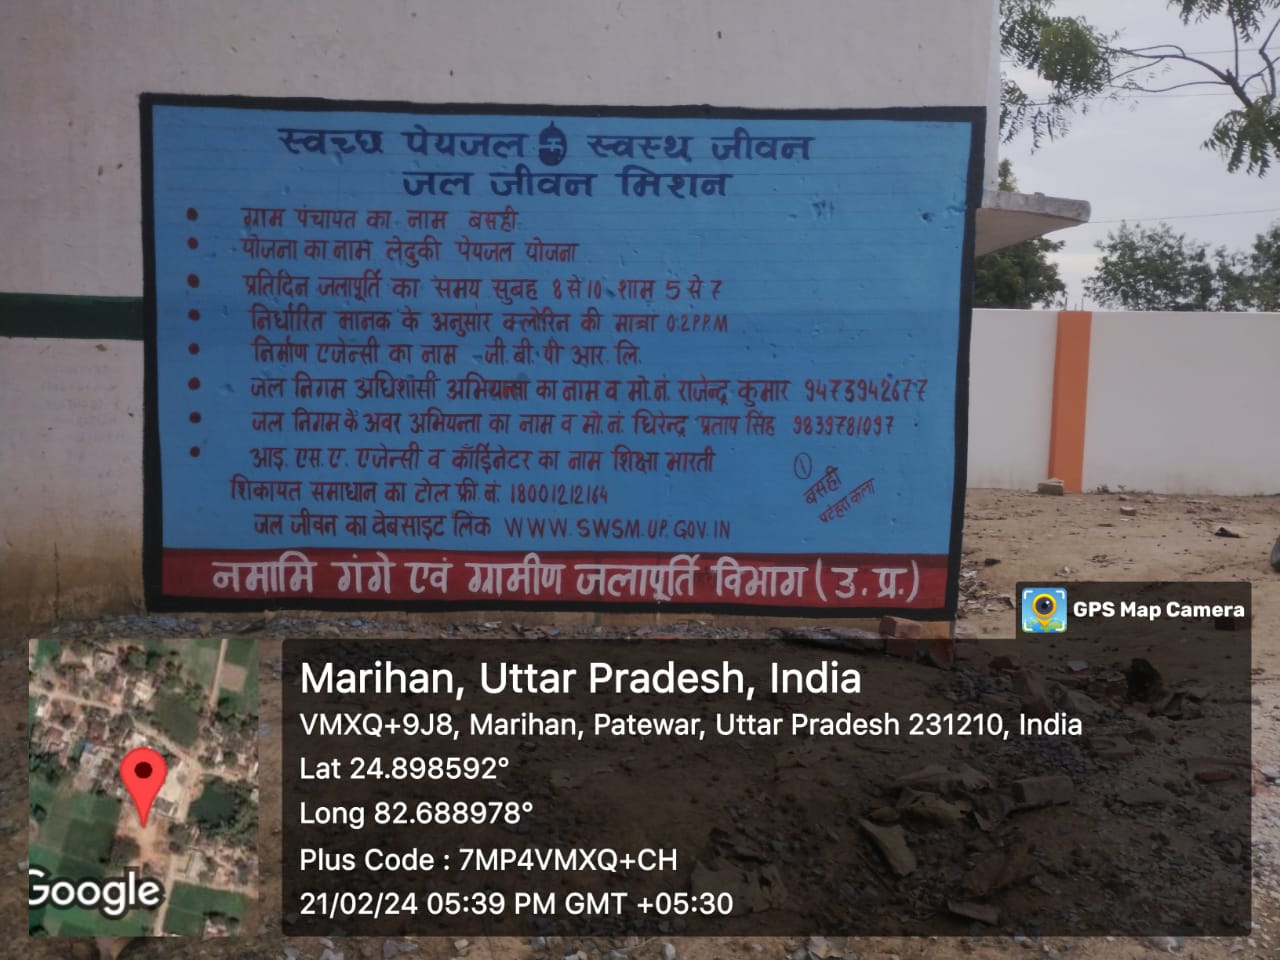 स्वच्छ पेयजल स्वस्थ जीवन
जल जीवन मिशन
ग्राम पंचायत का नाम बसही
योजना का नाम लेदुकी पेयजल योजना
प्रतिदिन जलापूर्ति का समय सुबह 8 से 10 शाम 5 से 7
निर्धारित मानक के अनुसार क्लोरिन की मात्रा 0.2PPM
निर्माण एजेन्सी का नाम -जी.बी.पी आर.लि.
जल निगम अधिशासी अभियन्ता का नाम व मो.नं. राजेन्द्र कुमार 9473942677
जल निगम के अवर अभियन्ता का नाम व मो.नं. धिरेन्द्र प्रताप सिंह 9839781097
आइ.एस.ए. एजेन्सी व कॉर्डिनेटर का नाम शिक्षा भारती
शिकायत समाधान का टोल फ्री नं. 18001212164
जल जीवन का वेबसाइट लिंक WWW.SWSM.UP.GOV.IN
1
बसही
पटेहरा कला
नमामि गंगे एवं ग्रामीण जलापूर्ति विभाग (उ.प्र.)
GPS Map Camera
Marihan, Uttar Pradesh, India
VMXQ+9J8, Marihan, Patewar, Uttar Pradesh 231210, India
Lat 24.898592°
Long 82.688978°
Plus Code : 7MP4VMXQ+CH
21/02/24 05:39 PM GMT +05:30
Google